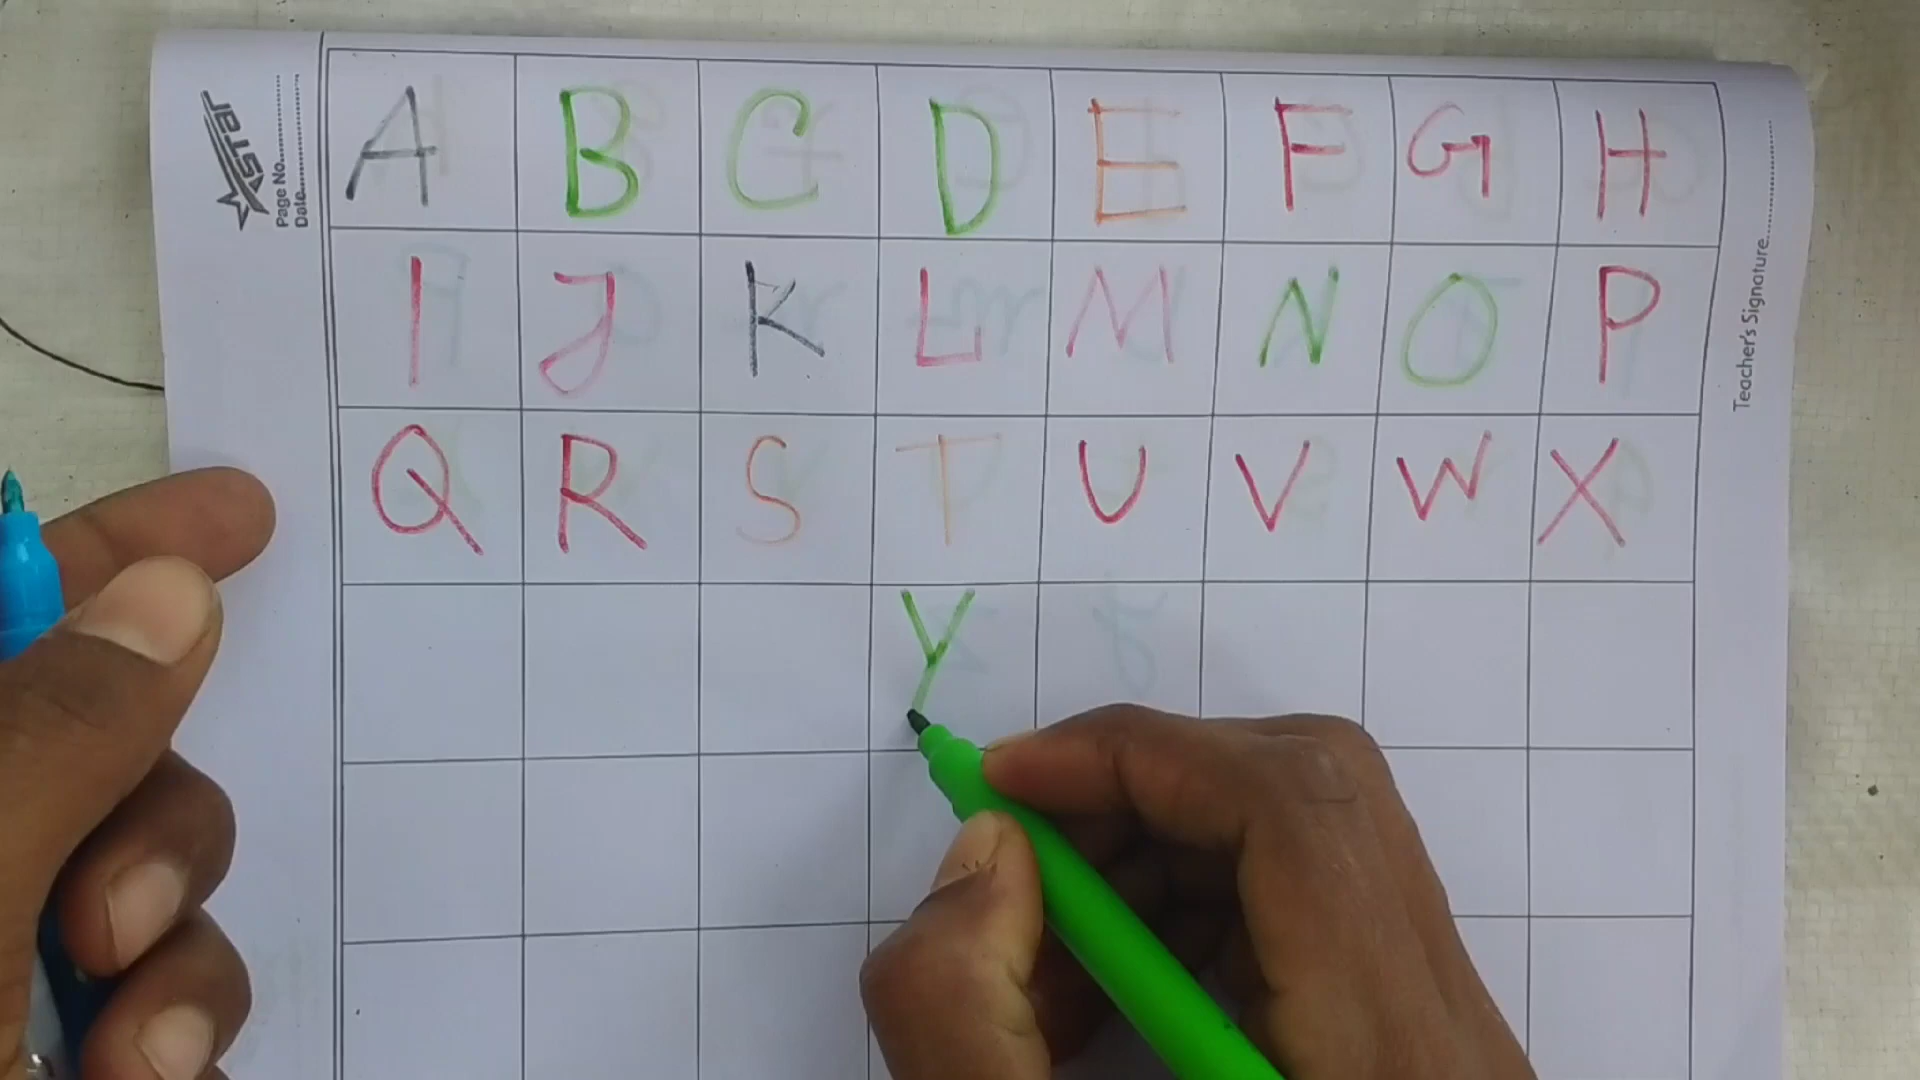 A B C D E F G H
I J K L M N O P
Q R S T U V W X
Y
STAR
Page No.
Date
Teacher's Signature